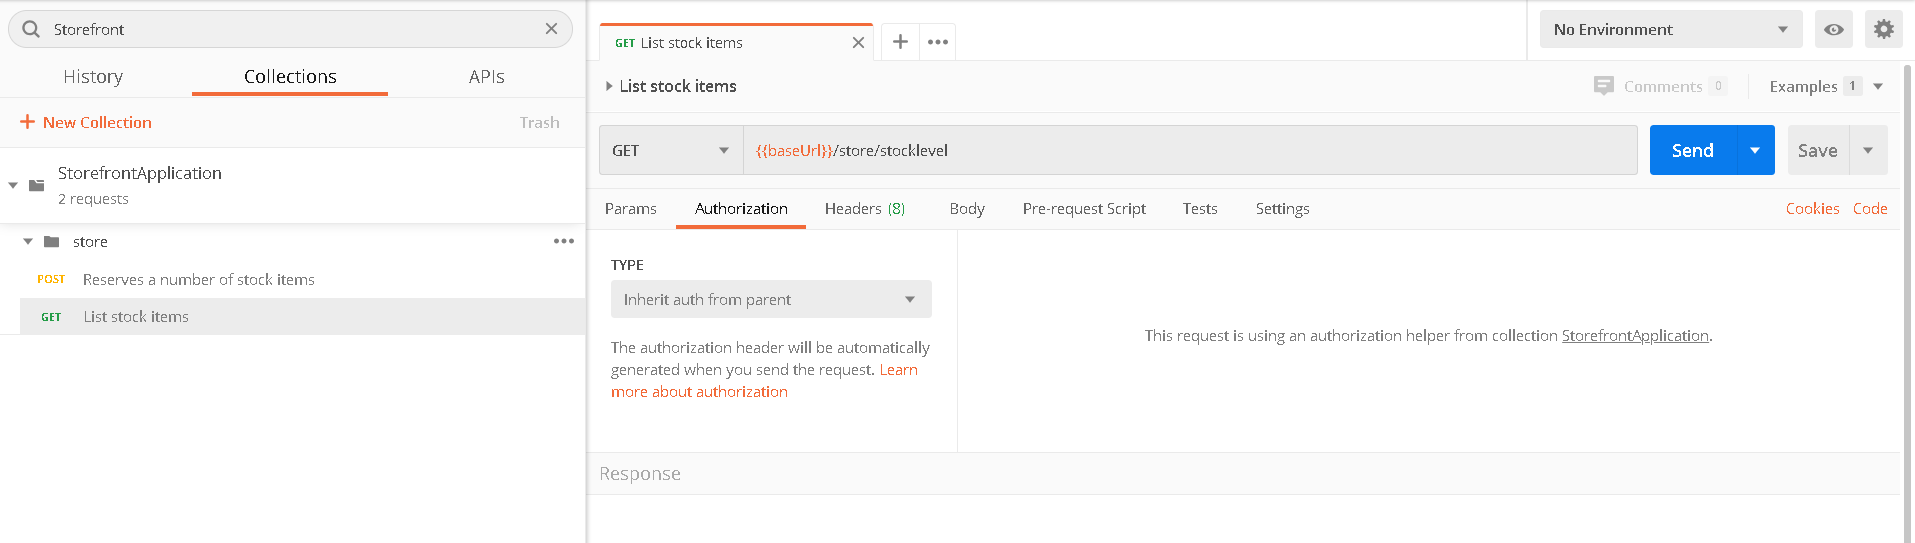 Storefront
History
Collections
APIs
New Collection
Trash
StorefrontApplication
2 requests
store
POST Reserves a number of stock items
GET List stock items
GET List stock items
No Environment
List stock items
Comments 0
Examples 1
GET
{{baseUrl}}/store/stocklevel
Send
Save
Params
Authorization
Headers (8)
Body
Pre-request Script
Tests
Settings
Cookies
Code
TYPE
Inherit auth from parent
The authorization header will be automatically
generated when you send the request. Learn
more about authorization
This request is using an authorization helper from collection StorefrontApplication.
Response